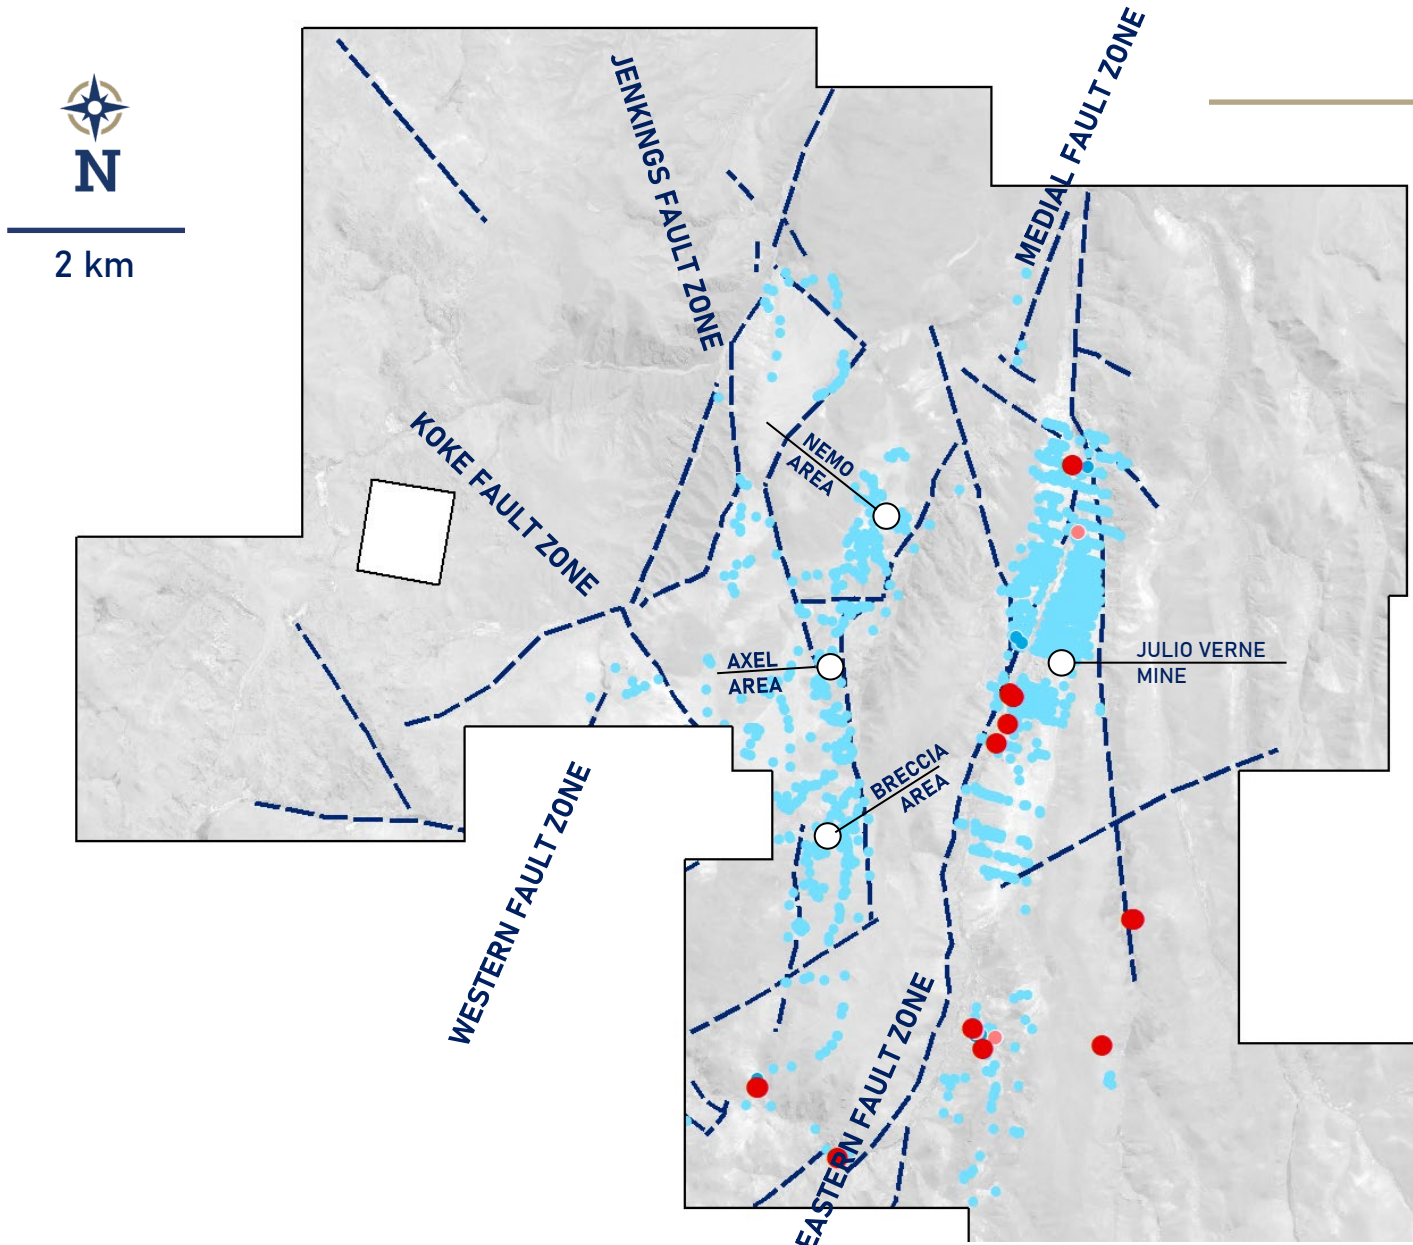 MEDIAL FAULT ZONE
JENKINGS FAULT ZONE
N
2 km
KOKE FAULT ZONE
NEMO
AREA
JULIO VERNE
MINE
AXEL
AREA
BRECCIA
AREA
WESTERN FAULT ZONE
EASTERN FAULT ZONE